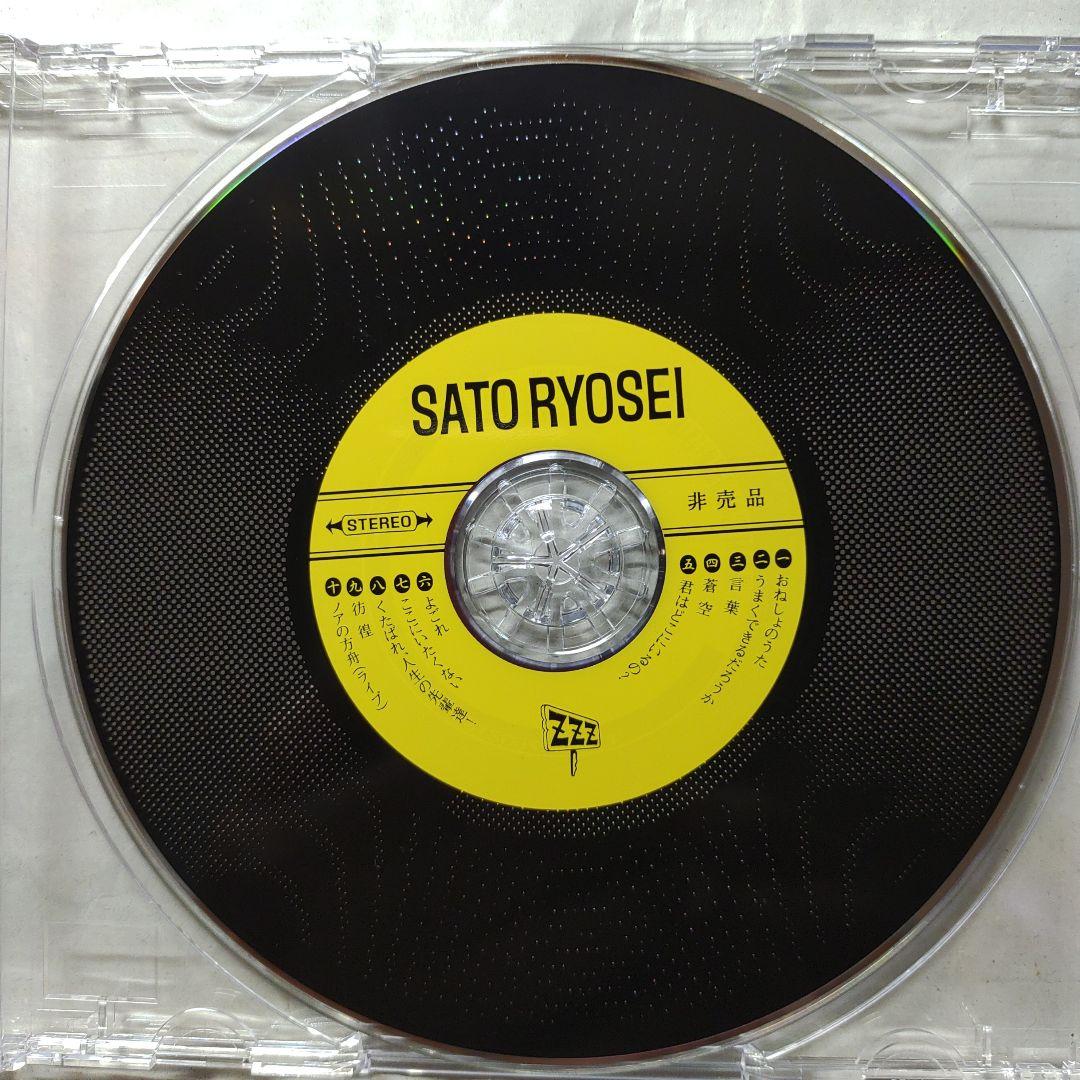 SATO RYOSEI
STEREO
非売品
一 おねしょのうた
二 うまくできるだろうか
三 言葉
四 蒼空
五 君はどこにいるの?
六 よごれ
七 ここにいたくない
八 くたばれ、人生の先輩達!
九 彷徨
十 ノアの方舟(ライブ)
ZZZ